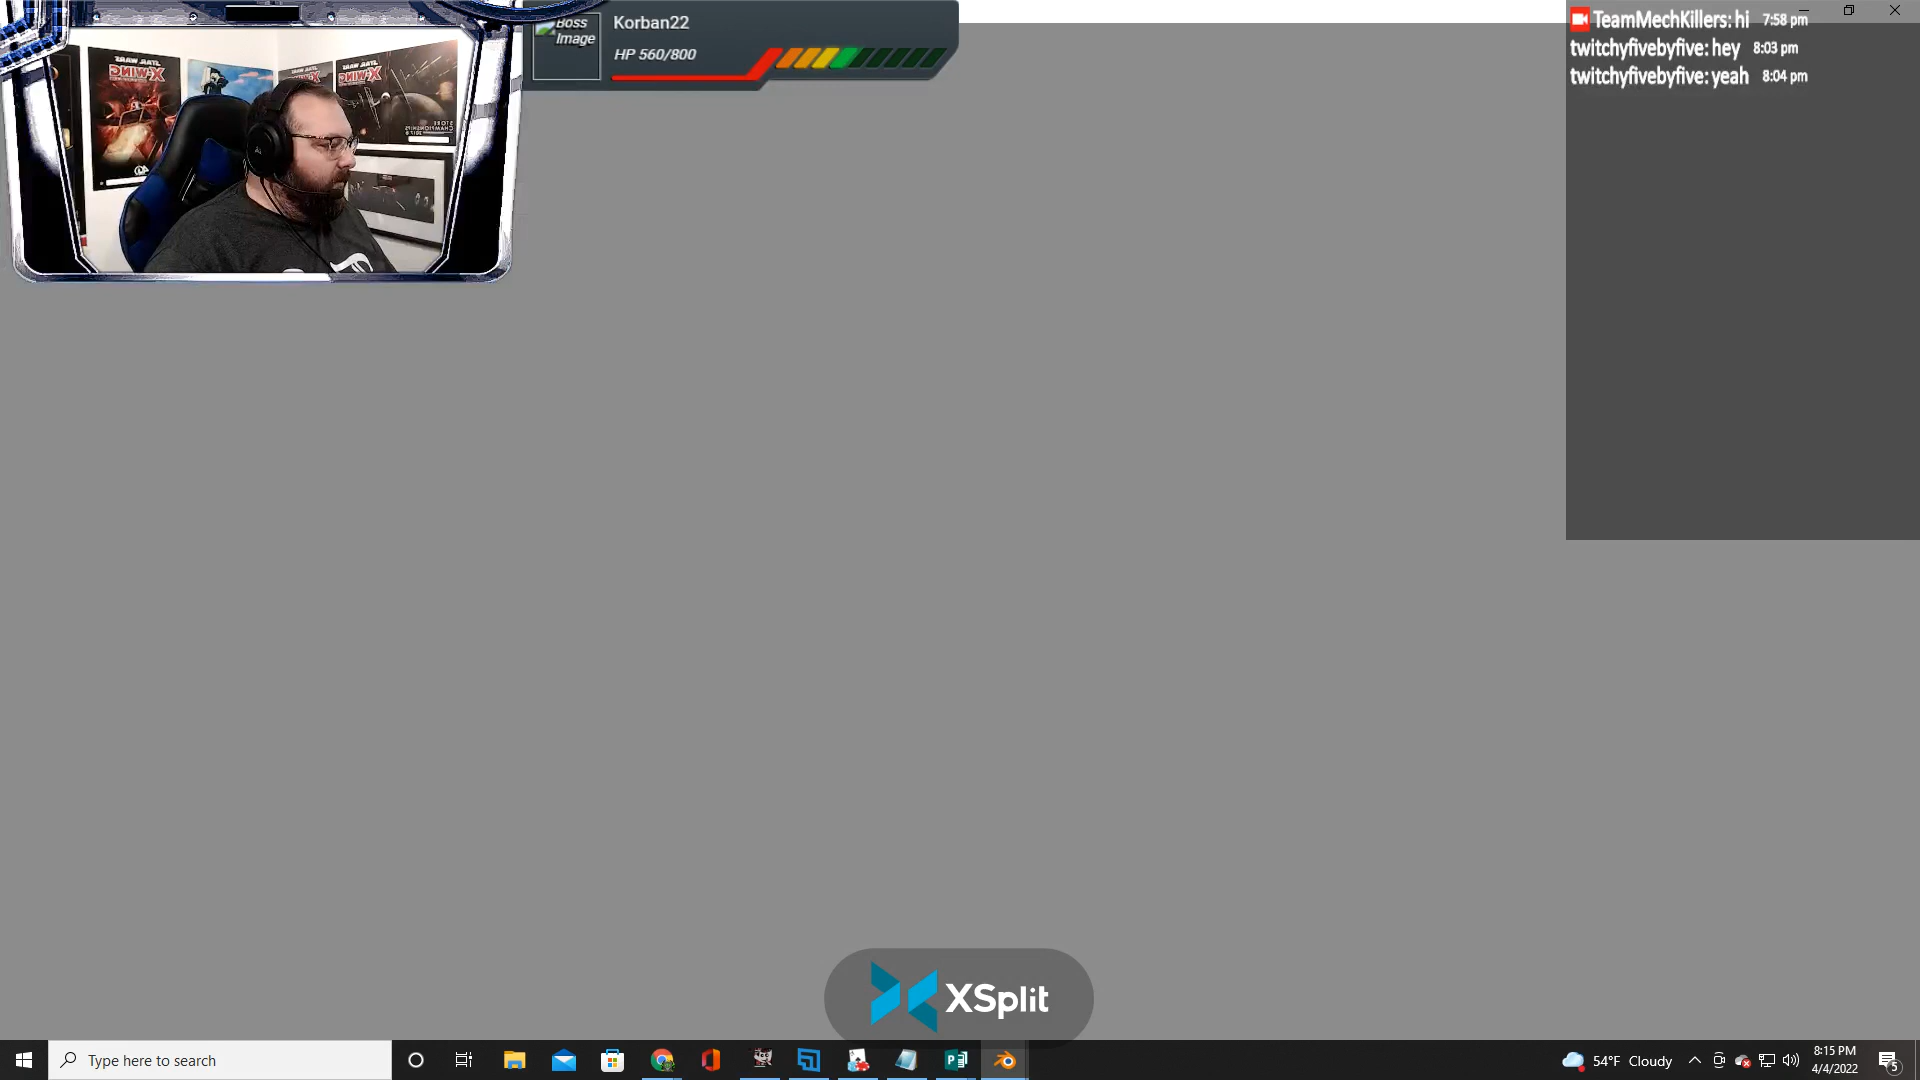 Boss
Image
Korban22
HP 560/800
TeamMechKillers: hi 7:58 pm
twitchyfivebyfive: hey 8:03 pm
twitchyfivebyfive: yeah 8:04 pm
XSplit
Type here to search
54°F Cloudy
8:15 PM
4/4/2022
5